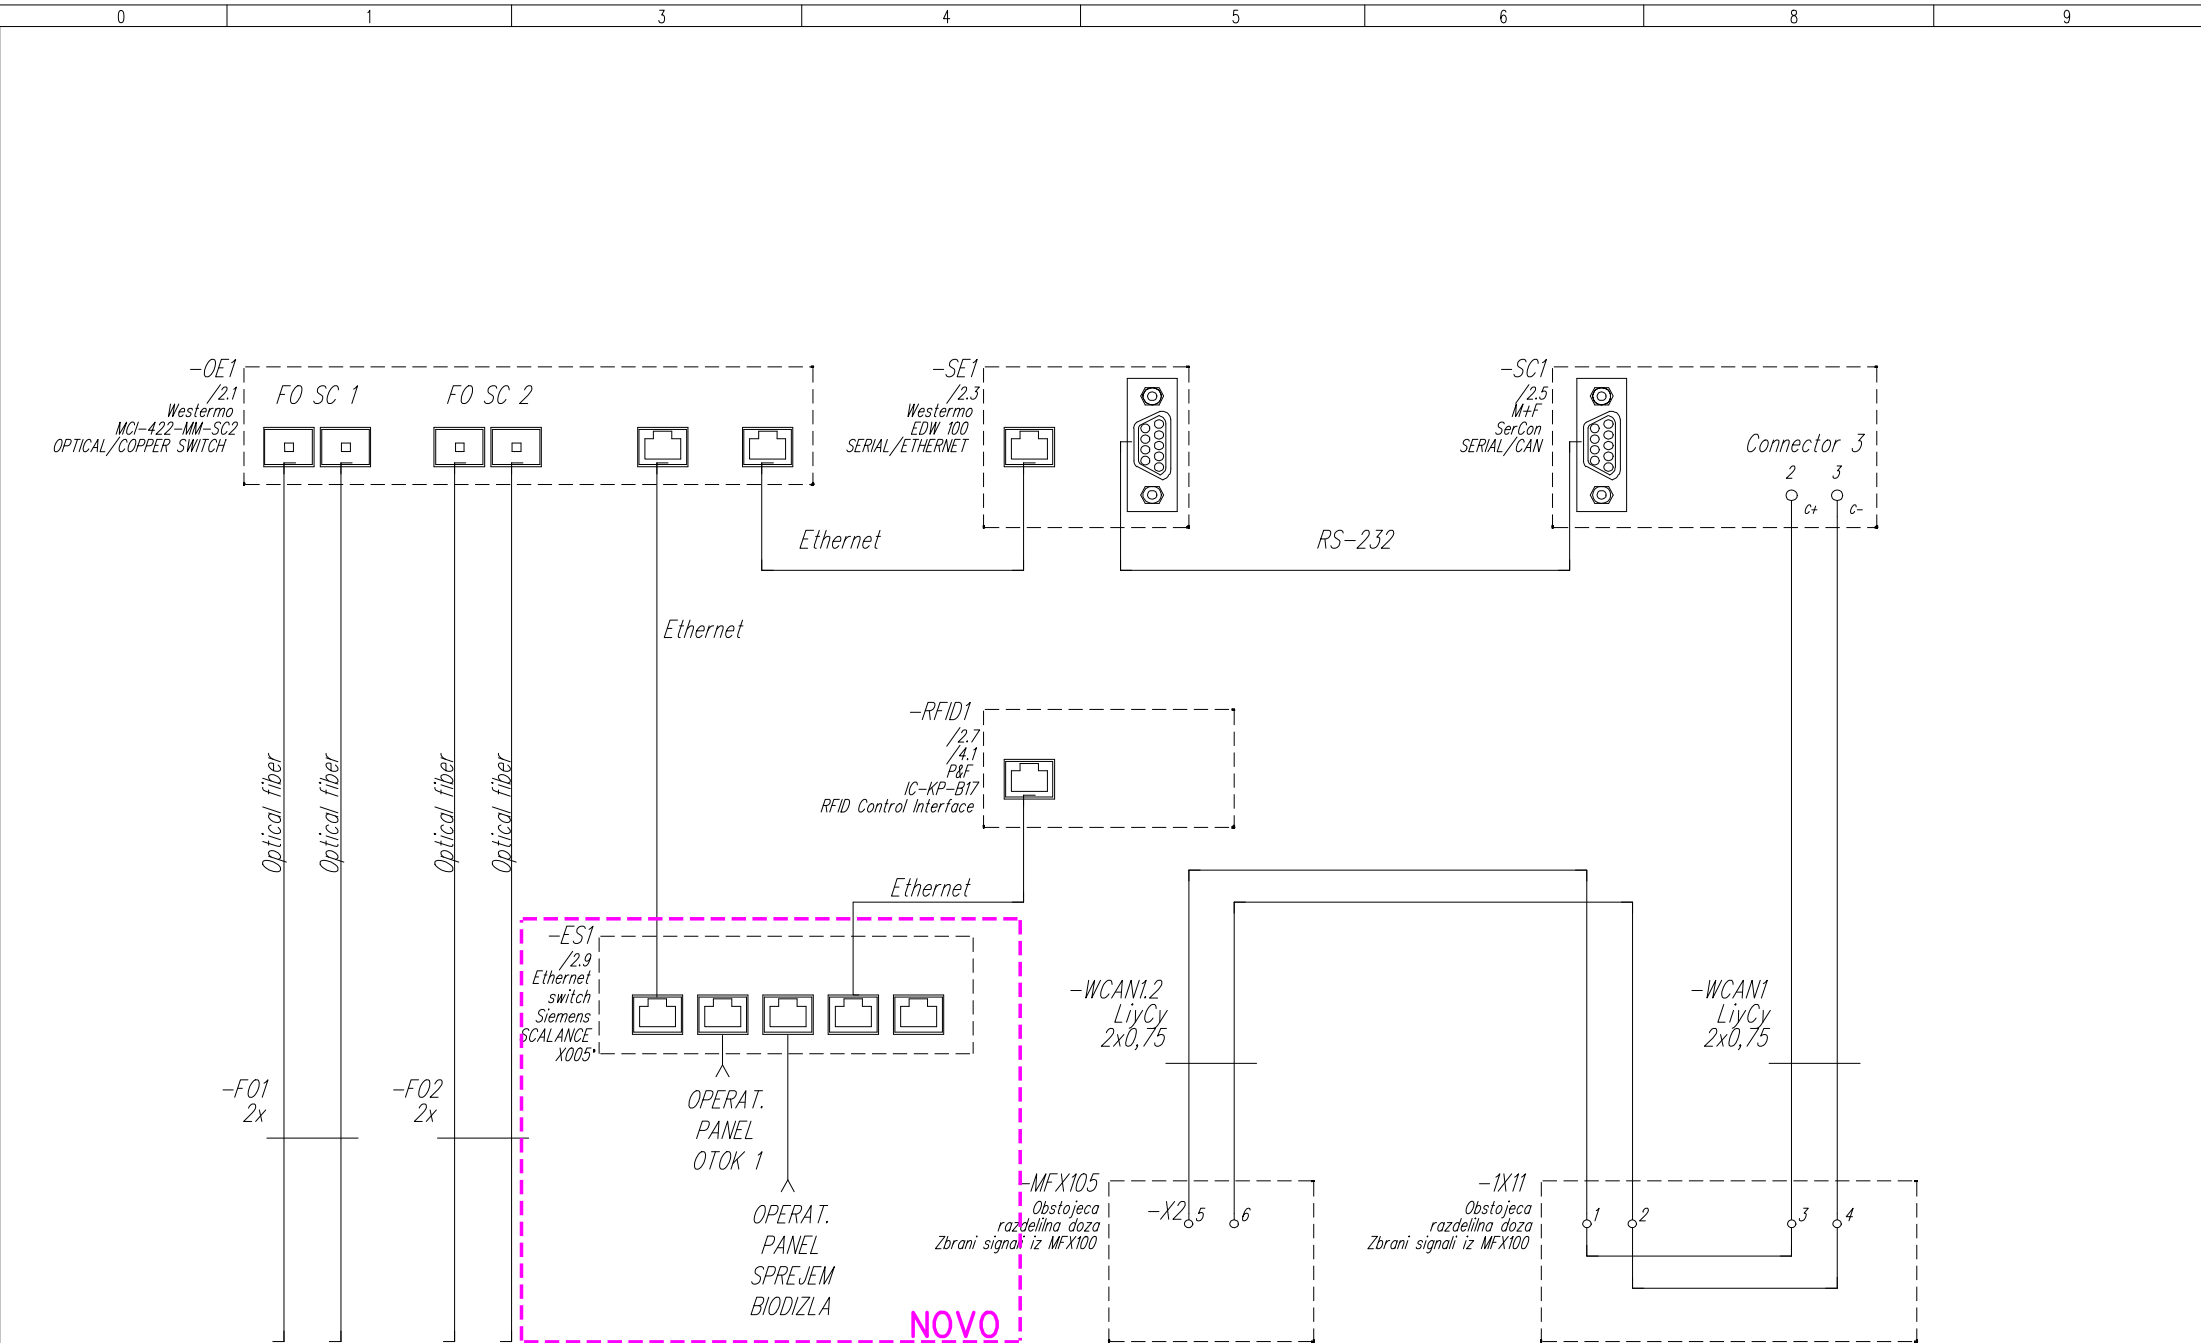 0 1 3 4 5 6 8 9
-OE1
/2.1
Westermo
MCI-422-MM-SC2
OPTICAL/COPPER SWITCH
FO SC 1
FO SC 2
-SE1
/2.3
Westermo
EDW 100
SERIAL/ETHERNET
-SC1
/2.5
M+F
SerCon
SERIAL/CAN
Connector 3
2 3
c+ c-
Ethernet
RS-232
Ethernet
-RFID1
/2.7
/4.1
P&F
IC-KP-B17
RFID Control Interface
Optical fiber
Optical fiber
Optical fiber
Optical fiber
Ethernet
-ES1
/2.9
Ethernet
switch
Siemens
SCALANCE
X005
-WCAN1.2
LiyCy
2x0,75
-WCAN1
LiyCy
2x0,75
-FO1
2x
-FO2
2x
OPERAT.
PANEL
OTOK 1
OPERAT.
PANEL
SPREJEM
BIODIZLA
NOVO
-MFX105
Obstojeca
razdelilna doza
Zbrani signali iz MFX100
-X2 5 6
-1X11
Obstojeca
razdelilna doza
Zbrani signali iz MFX100
1 2 3 4